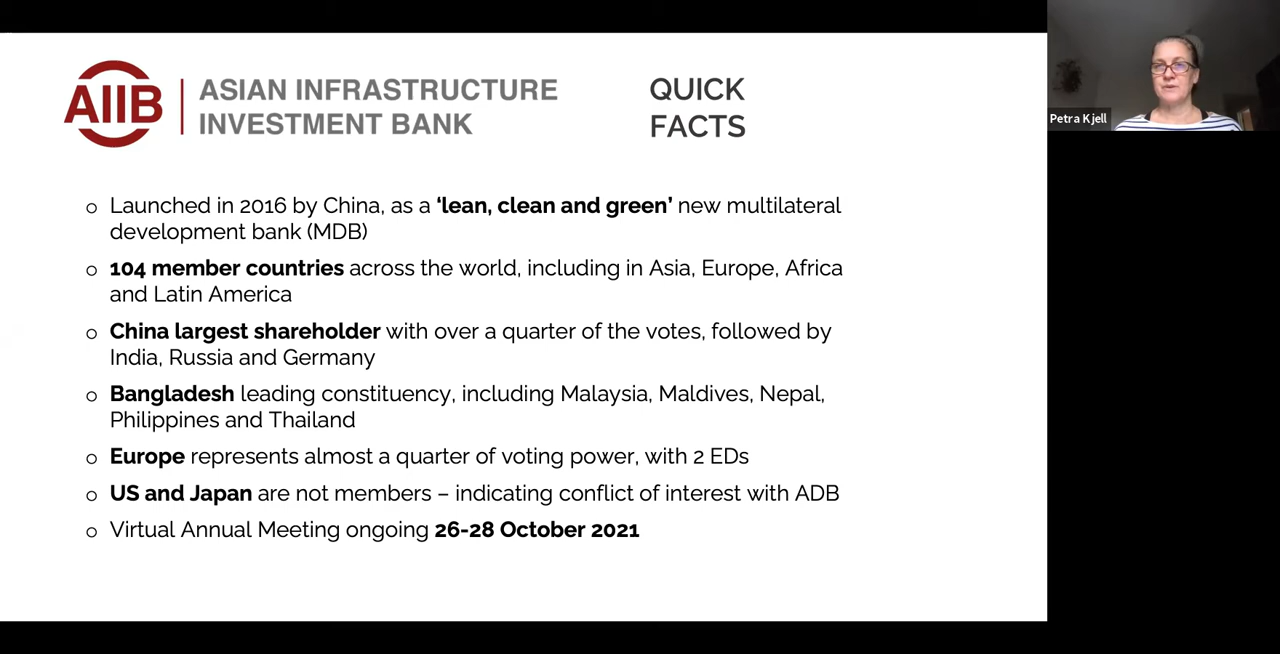 AIIB
ASIAN INFRASTRUCTURE
INVESTMENT BANK
QUICK
FACTS
Petra Kjell
o Launched in 2016 by China, as a ‘lean, clean and green’ new multilateral
development bank (MDB)
o 104 member countries across the world, including in Asia, Europe, Africa
and Latin America
o China largest shareholder with over a quarter of the votes, followed by
India, Russia and Germany
o Bangladesh leading constituency, including Malaysia, Maldives, Nepal,
Philippines and Thailand
o Europe represents almost a quarter of voting power, with 2 EDs
o US and Japan are not members – indicating conflict of interest with ADB
o Virtual Annual Meeting ongoing 26-28 October 2021